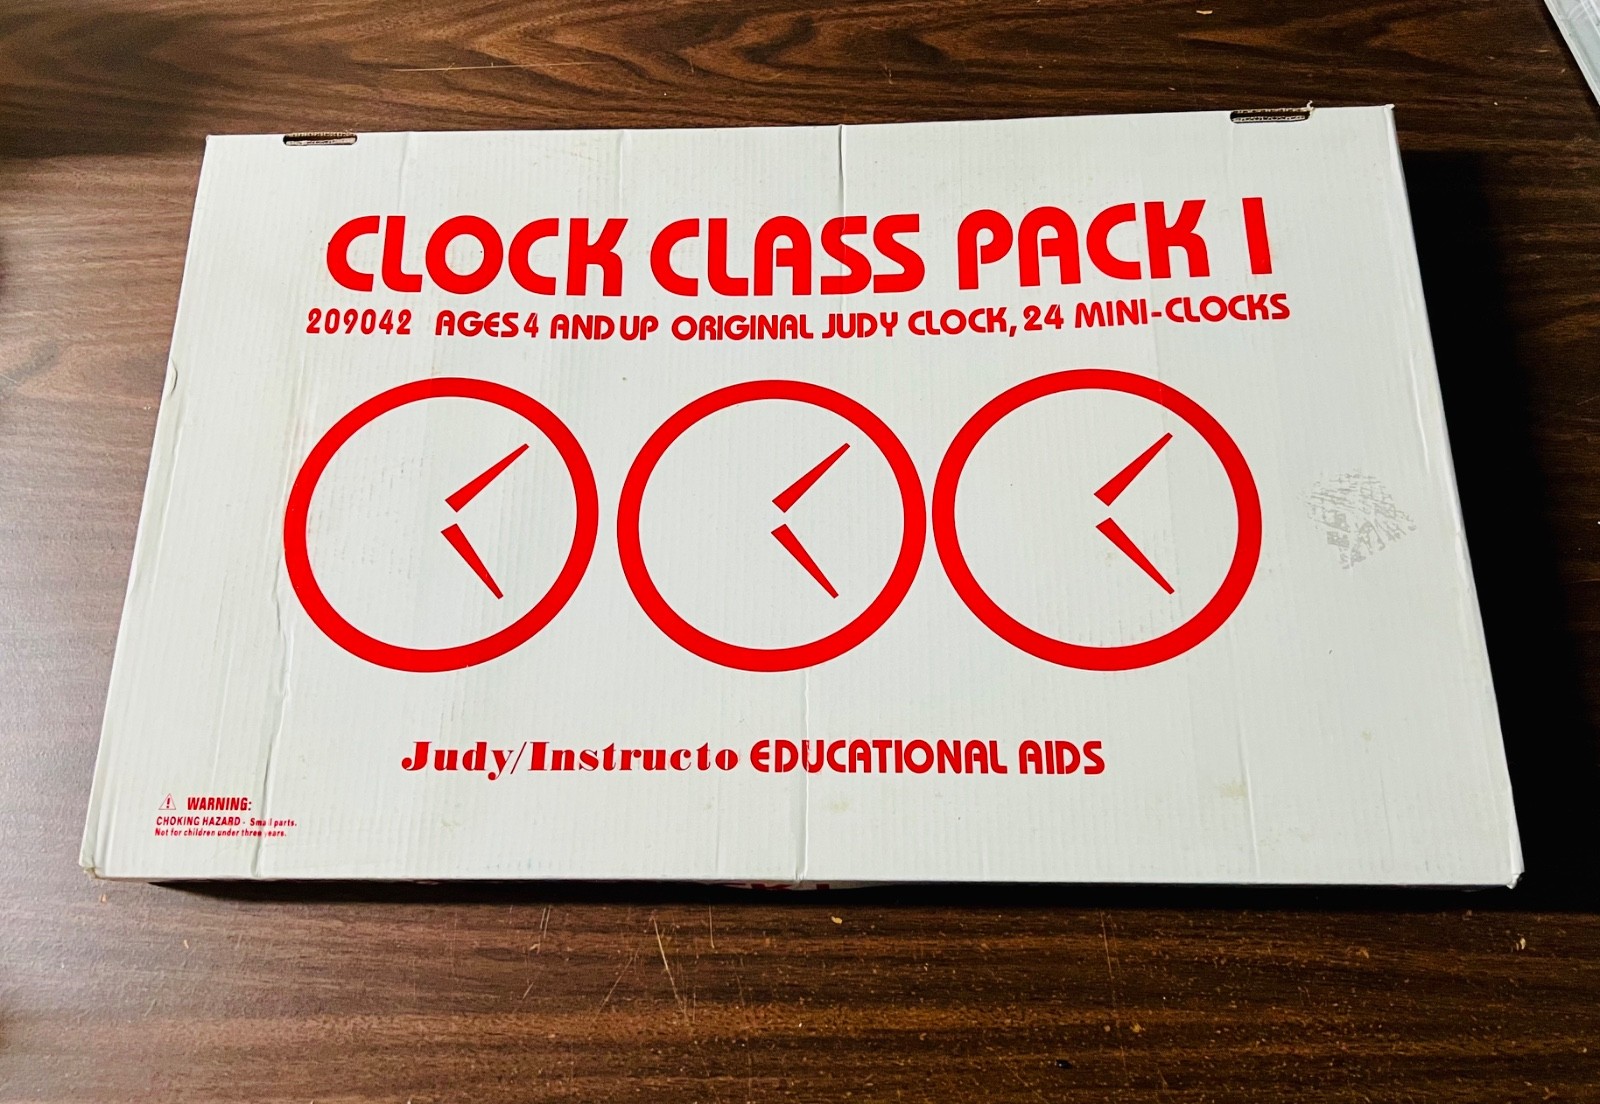 CLOCK CLASS PACK I
209042 AGES 4 AND UP ORIGINAL JUDY CLOCK, 24 MINI-CLOCKS
Judy/Instructo EDUCATIONAL AIDS
WARNING:
CHOKING HAZARD - Small parts.
Not for children under three years.